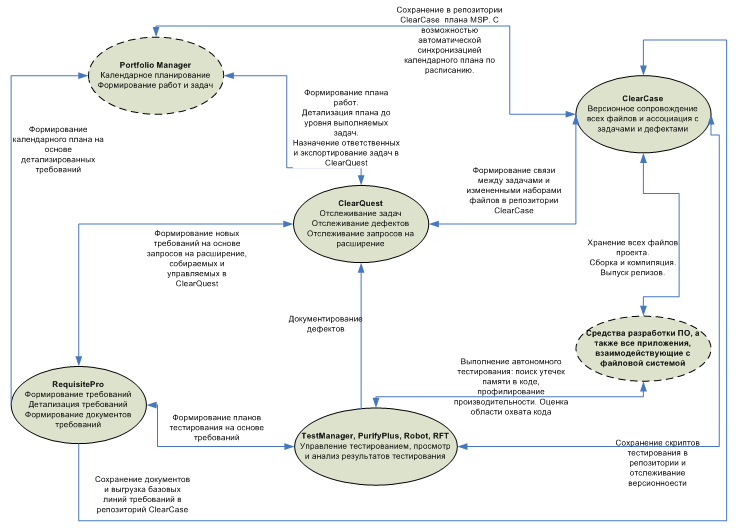 Сохранение в репозитории
ClearCase плана MSP. С
возможностью
автоматической
синхронизацией
календарного плана по
расписанию.
Portfolio Manager
Календарное планирование
Формирование работ и задач
ClearCase
Версионное сопровождение
всех файлов и ассоциация с
задачами и дефектами
Формирование плана
работ.
Детализация плана до
уровня выполняемых
задач.
Назначение ответственных
и экспортирование задач в
ClearQuest
Формирование
календарного плана на
основе
детализированных
требований
Формирование связи
между задачами и
измененными наборами
файлов в репозитории
ClearCase
ClearQuest
Отслеживание задач
Отслеживание дефектов
Отслеживание запросов на
расширение
Формирование новых
требований на основе
запросов на расширение,
собираемых и
управляемых в
ClearQuest
Хранение всех файлов
проекта.
Сборка и компиляция.
Выпуск релизов.
Документирование
дефектов
Средства разработки ПО, а
также все приложения,
взаимодействующие с
файловой системой
Выполнение автономного
тестирования: поиск утечек
памяти в коде,
профилирование
производительности. Оценка
области охвата кода
RequisitePro
Формирование требований
Детализация требований
Формирование документов
требований
Формирование планов
тестирования на основе
требований
TestManager, PurifyPlus, Robot, RFT
Управление тестированием, просмотр
и анализ результатов тестирования
Сохранение скриптов
тестирования в
репозитории и
отслеживание
версионноести
Сохранение документов
и выгрузка базовых
линий требований в
репозиторий ClearCase